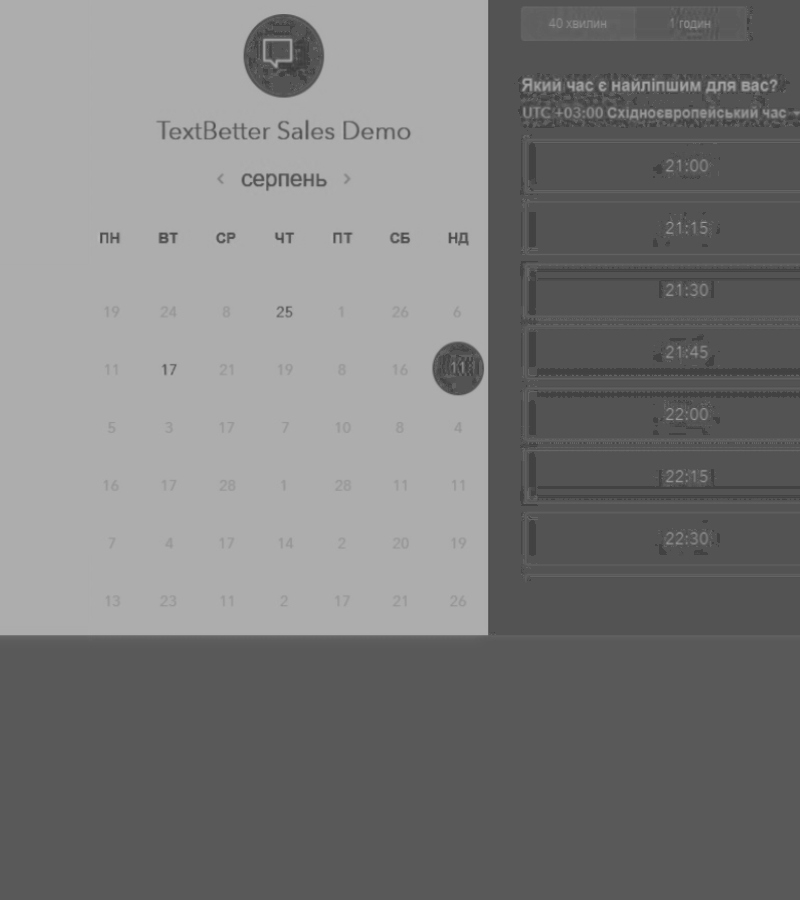 TextBetter Sales Demo
серпень
ПН ВТ СР ЧТ ПТ СБ НД
19 24 8 25 1 26 6
11 17 21 19 8 16 11
5 3 17 7 10 8 4
16 17 28 1 28 11 11
7 4 17 14 2 20 19
13 23 11 2 17 21 26
40 хвилин 1 годин
Який час є найліпшим для вас?
UTC +03:00 Східноєвропейський час
21:00
21:15
21:30
21:45
22:00
22:15
22:30